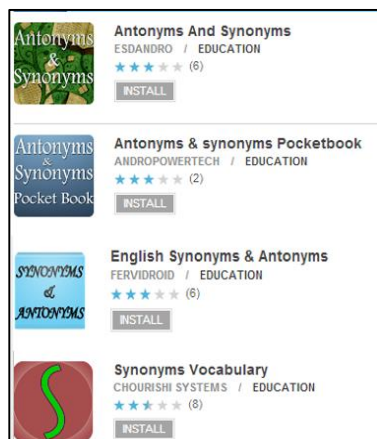 Antonyms
&
Synonyms
Antonyms And Synonyms
ESDANDRO / EDUCATION
(6)
INSTALL
Antonyms
&
Synonyms
Pocket Book
Antonyms & synonyms Pocketbook
ANDROPOWERTECH / EDUCATION
(2)
INSTALL
SYNONYMS
&
ANTONYMS
English Synonyms & Antonyms
FERVIDROID / EDUCATION
(6)
INSTALL
S
Synonyms Vocabulary
CHOURISHI SYSTEMS / EDUCATION
(8)
INSTALL